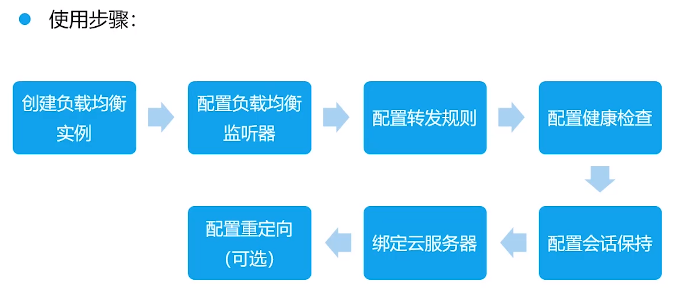 使用步骤：
创建负载均衡
实例
配置负载均衡
监听器
配置转发规则
配置健康检查
配置会话保持
绑定云服务器
配置重定向
（可选）